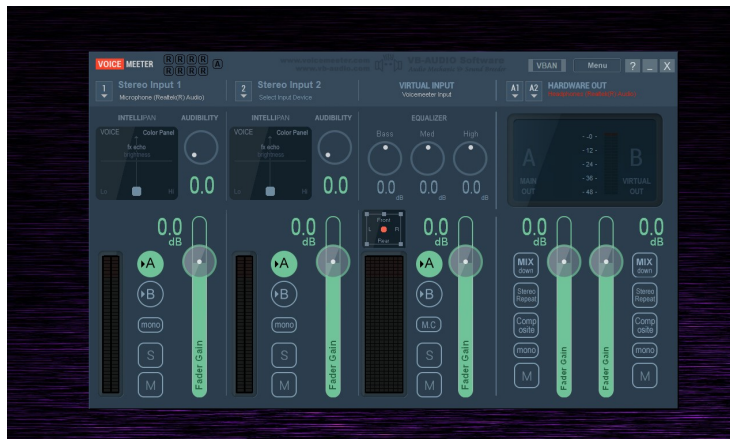 VOICE MEETER
R R R R A
R R R R
VB-AUDIO Software
VBAN
Menu
? _ X
1
Stereo Input 1
Microphone (Realtek(R) Audio)
2
Stereo Input 2
Select Input Device
VIRTUAL INPUT
Voicemeeter Input
A1
A2
HARDWARE OUT
INTELLIPAN
AUDIBILITY
VOICE
Color Panel
fx echo
brightness
Lo
Hi
0.0
INTELLIPAN
AUDIBILITY
VOICE
Color Panel
fx echo
brightness
Lo
Hi
0.0
EQUALIZER
Bass
Med
High
0.0
dB
0.0
dB
0.0
dB
A
MAIN
OUT
- -0 -
-12 -
- 24 -
- 36 -
- 48 -
B
VIRTUAL
OUT
0.0
dB
A
B
mono
S
M
Fader Gain
0.0
dB
A
B
mono
S
M
Fader Gain
Front
L
R
Rear
0.0
dB
A
B
M.C
S
M
Fader Gain
0.0
dB
MIX
down
Stereo
Repeat
Comp
osite
mono
M
Fader Gain
Fader Gain
0.0
dB
MIX
down
Stereo
Repeat
Comp
osite
mono
M